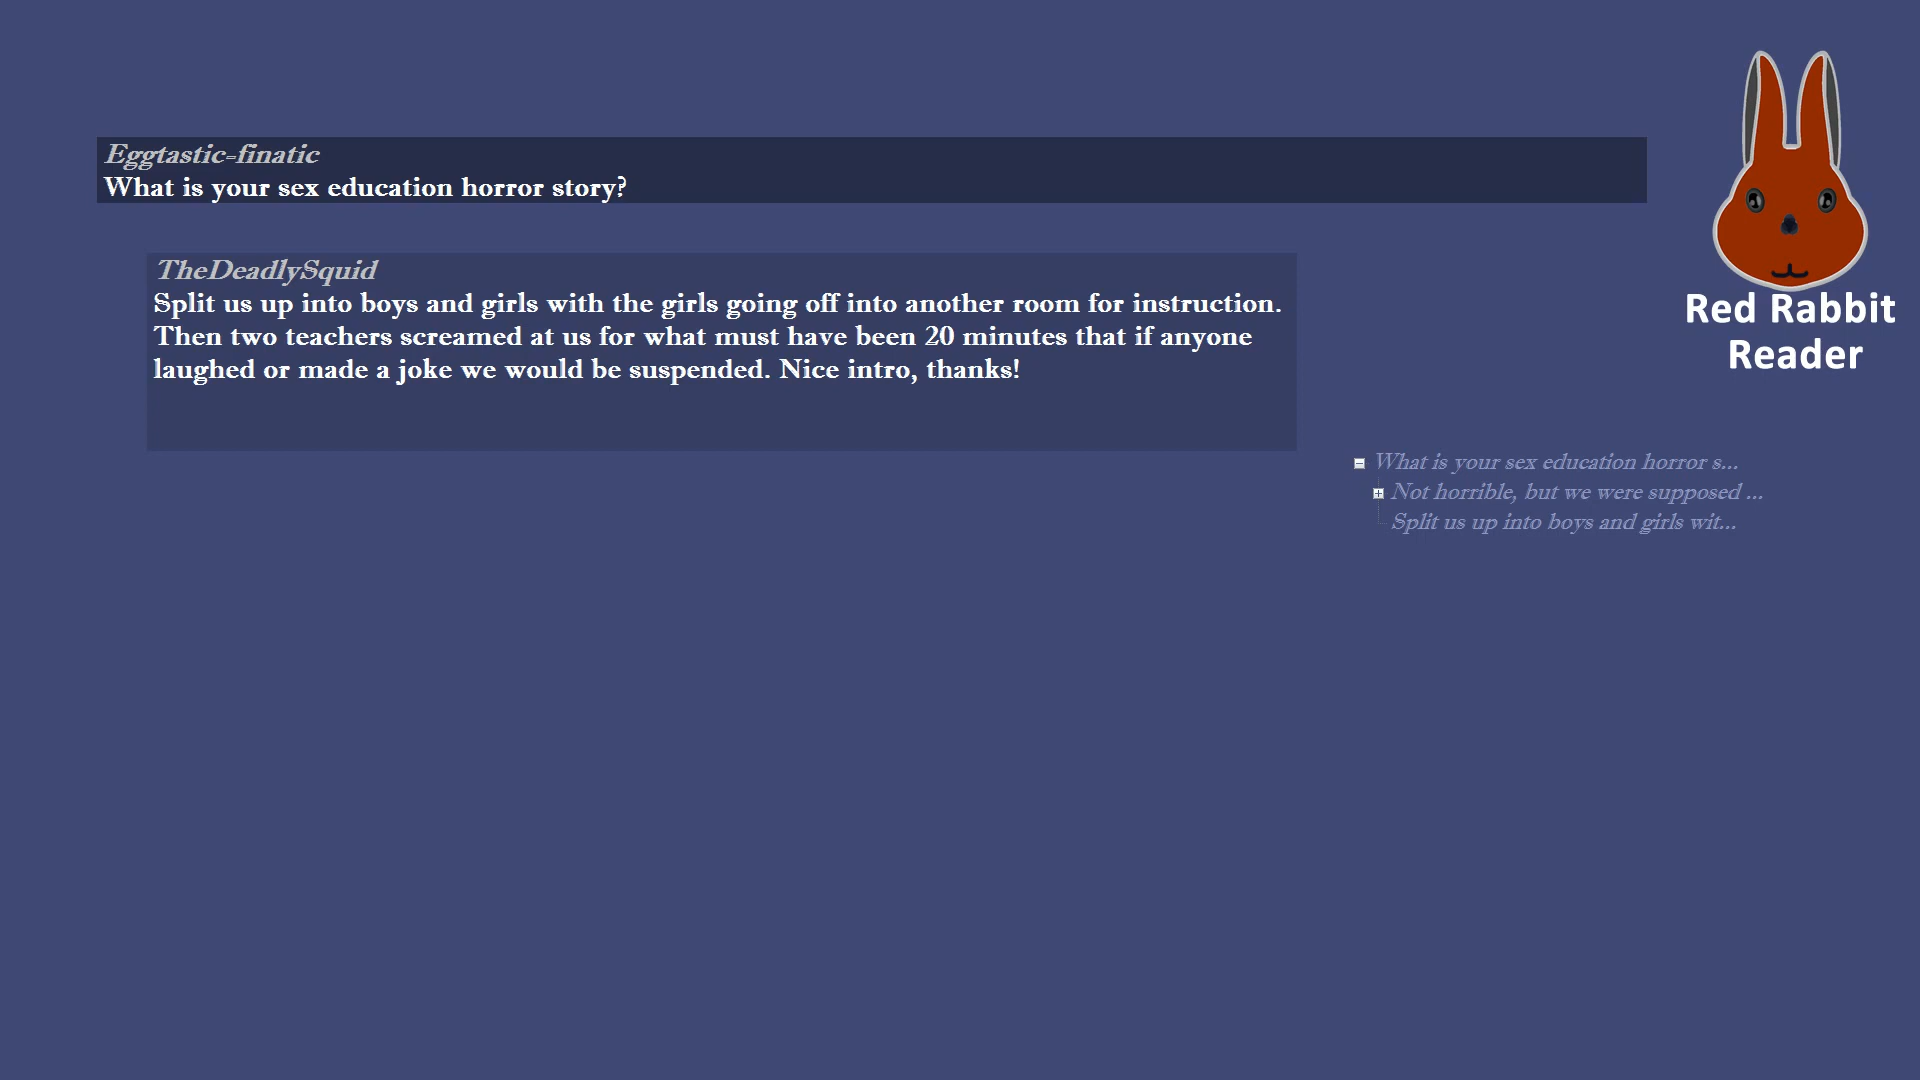 Eggtastic-finatic
What is your sex education horror story?
TheDeadlySquid
Split us up into boys and girls with the girls going off into another room for instruction.
Then two teachers screamed at us for what must have been 20 minutes that if anyone
laughed or made a joke we would be suspended. Nice intro, thanks!
Red Rabbit
Reader
What is your sex education horror s...
Not horrible, but we were supposed ...
Split us up into boys and girls wit...